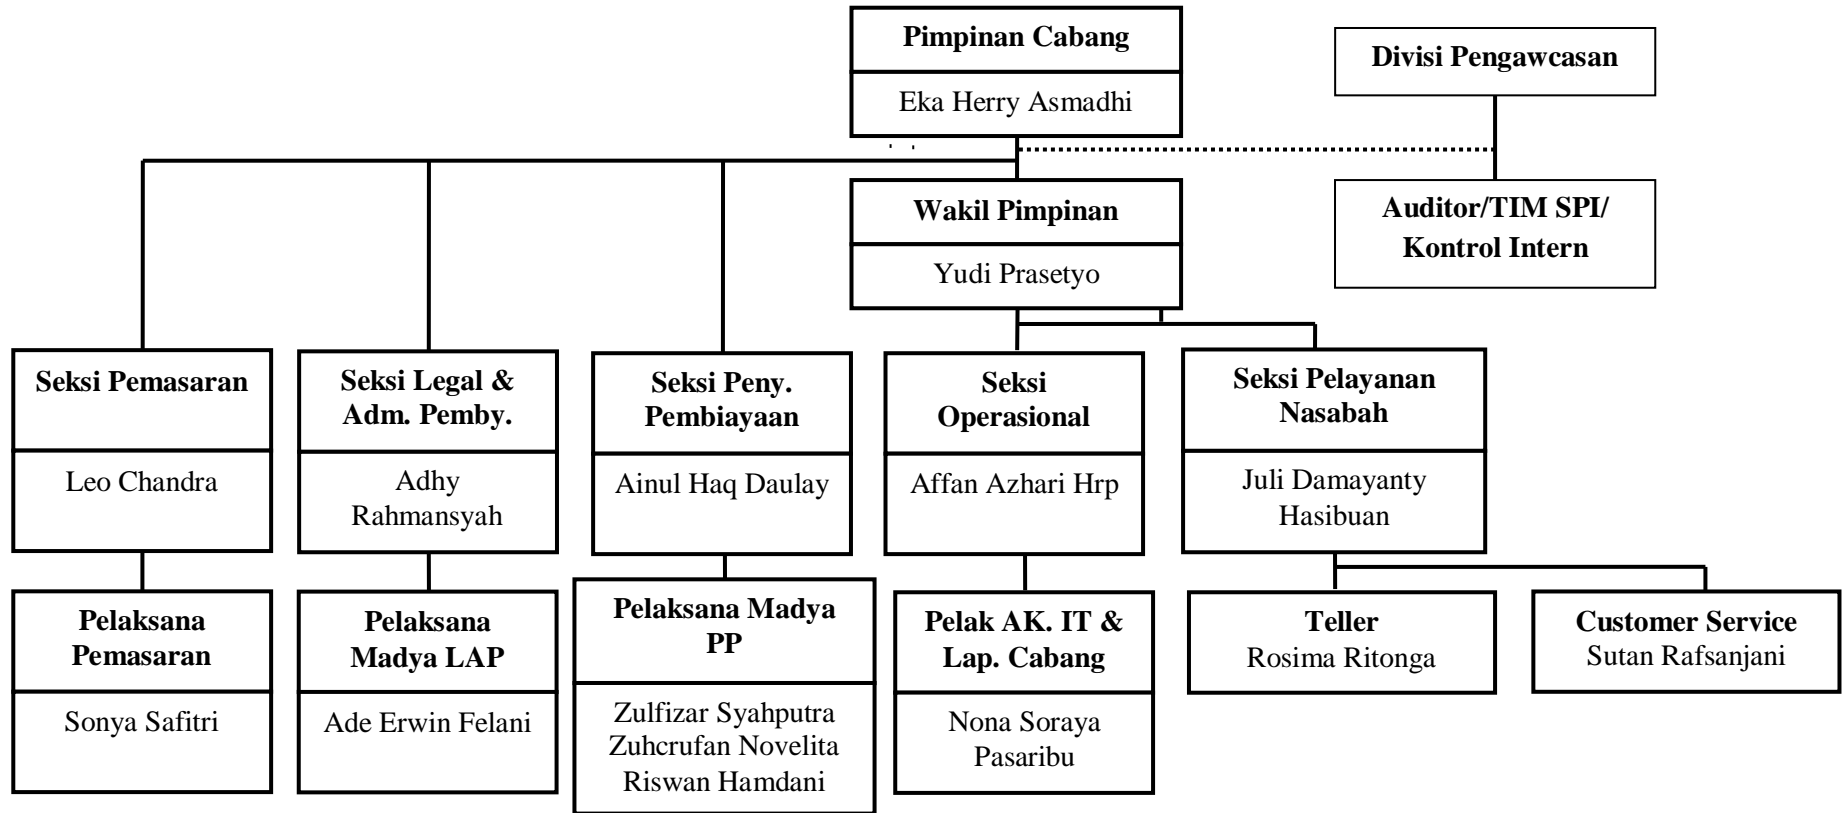 Pimpinan Cabang
Eka Herry Asmadhi
Divisi Pengawcasan
Wakil Pimpinan
Yudi Prasetyo
Auditor/TIM SPI/
Kontrol Intern
Seksi Pemasaran
Leo Chandra
Seksi Legal &
Adm. Pemby.
Adhy
Rahmansyah
Seksi Peny.
Pembiayaan
Ainul Haq Daulay
Seksi
Operasional
Affan Azhari Hrp
Seksi Pelayanan
Nasabah
Juli Damayanty
Hasibuan
Pelaksana
Pemasaran
Sonya Safitri
Pelaksana
Madya LAP
Ade Erwin Felani
Pelaksana Madya
PP
Zulfizar Syahputra
Zuhcrufan Novelita
Riswan Hamdani
Pelak AK. IT &
Lap. Cabang
Nona Soraya
Pasaribu
Teller
Rosima Ritonga
Customer Service
Sutan Rafsanjani